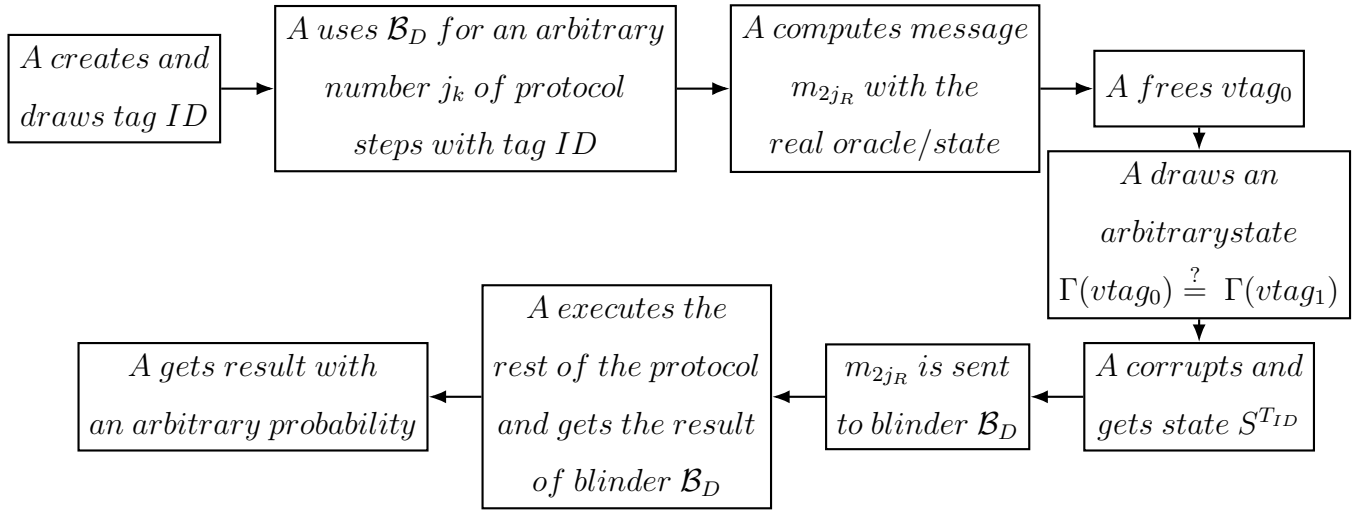 A creates and
draws tag ID
A uses 𝓑_D for an arbitrary
number j_k of protocol
steps with tag ID
A computes message
m_{2j_R} with the
real oracle/state
A frees vtag_0
A draws an
arbitrarystate
Γ(vtag_0) ≟ Γ(vtag_1)
A corrupts and
gets state S^{T_{ID}}
m_{2j_R} is sent
to blinder 𝓑_D
A executes the
rest of the protocol
and gets the result
of blinder 𝓑_D
A gets result with
an arbitrary probability